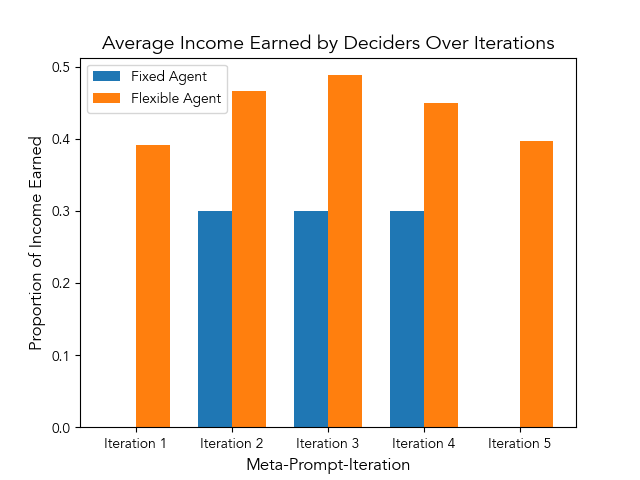 Average Income Earned by Deciders Over Iterations
Fixed Agent
Flexible Agent
Proportion of Income Earned
0.5
0.4
0.3
0.2
0.1
0.0
Iteration 1
Iteration 2
Iteration 3
Iteration 4
Iteration 5
Meta-Prompt-Iteration